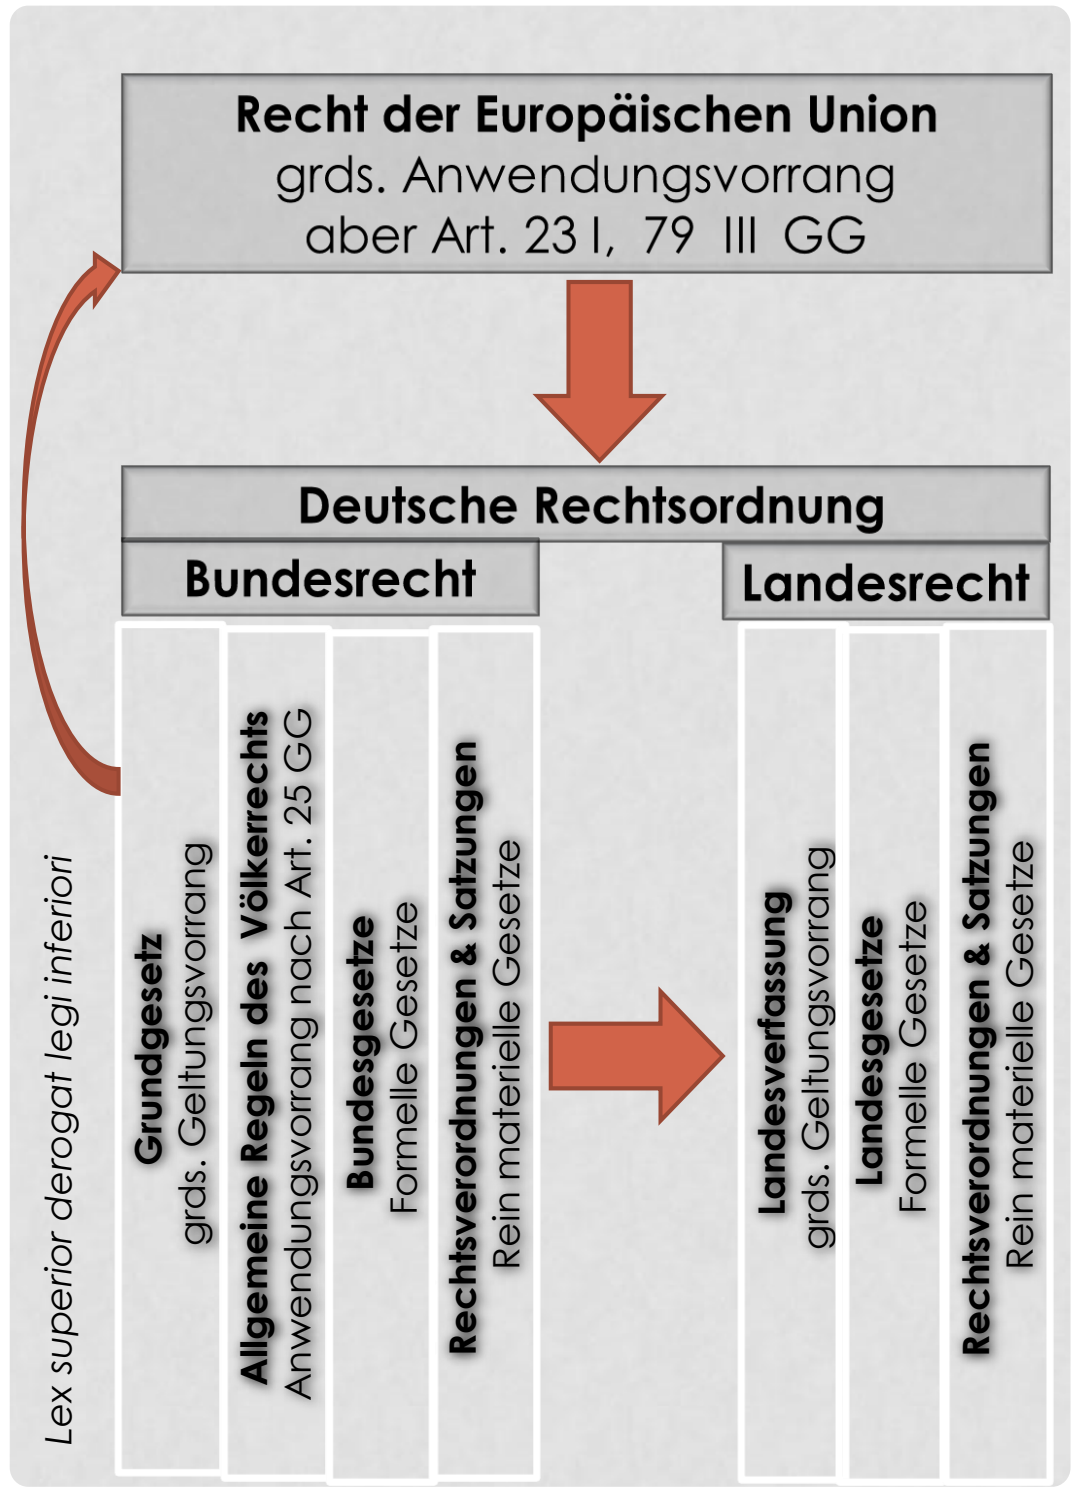 Recht der Europäischen Union
grds. Anwendungsvorrang
aber Art. 23 I, 79 III GG
Deutsche Rechtsordnung
Bundesrecht
Landesrecht
Lex superior derogat legi inferiori
Grundgesetz
grds. Geltungsvorrang
Allgemeine Regeln des Völkerrechts
Anwendungsvorrang nach Art. 25 GG
Bundesgesetze
Formelle Gesetze
Rechtsverordnungen & Satzungen
Rein materielle Gesetze
Landesverfassung
grds. Geltungsvorrang
Landesgesetze
Formelle Gesetze
Rechtsverordnungen & Satzungen
Rein materielle Gesetze